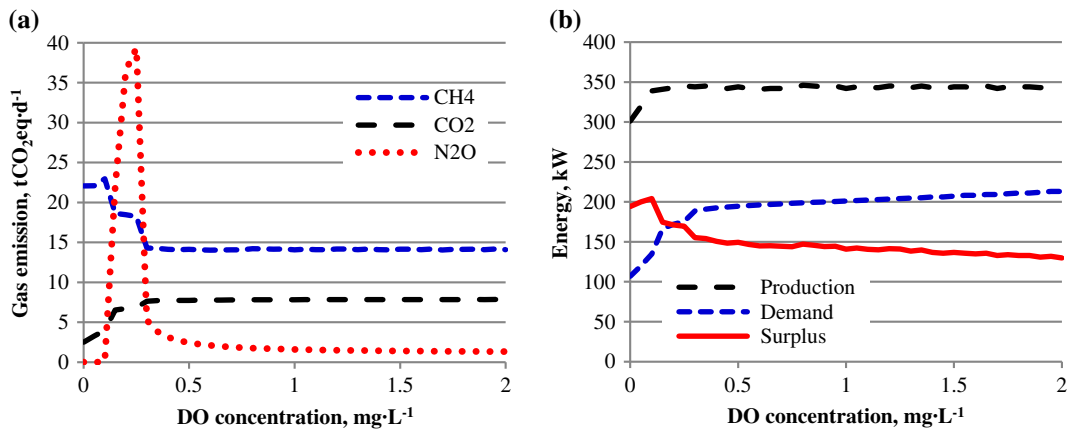 (a)
Gas emission, tCO₂eq·d⁻¹
40
35
30
25
20
15
10
5
0
CH4
CO2
N2O
0 0.5 1 1.5 2
DO concentration, mg·L⁻¹
(b)
Energy, kW
400
350
300
250
200
150
100
50
0
Production
Demand
Surplus
0 0.5 1 1.5 2
DO concentration, mg·L⁻¹